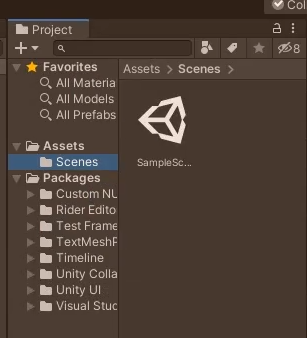 Col
Project
8
Favorites
All Materia
All Models
All Prefabs
Assets
Scenes
Packages
Custom NU
Rider Edito
Test Frame
TextMeshP
Timeline
Unity Colla
Unity UI
Visual Stud
Assets > Scenes >
SampleSc...